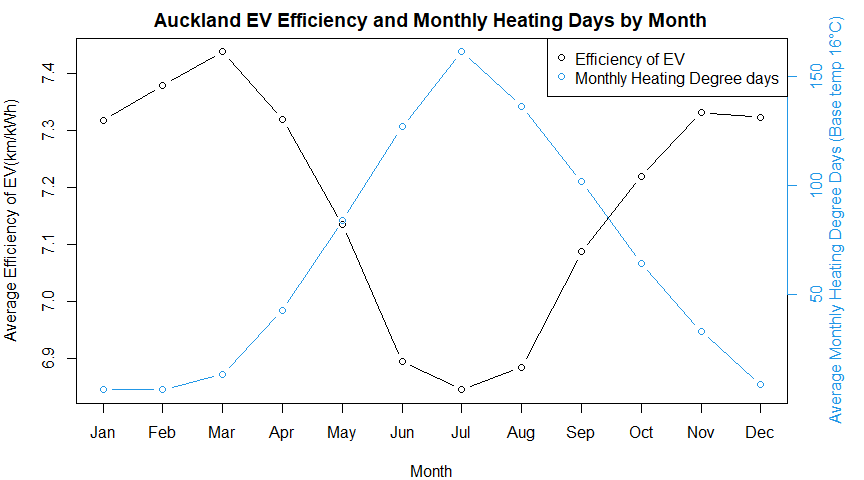 Auckland EV Efficiency and Monthly Heating Days by Month
Efficiency of EV
Monthly Heating Degree days
Average Efficiency of EV(km/kWh)
7.4
7.3
7.2
7.1
7.0
6.9
150
100
50
Average Monthly Heating Degree Days (Base temp 16°C)
Jan Feb Mar Apr May Jun Jul Aug Sep Oct Nov Dec
Month